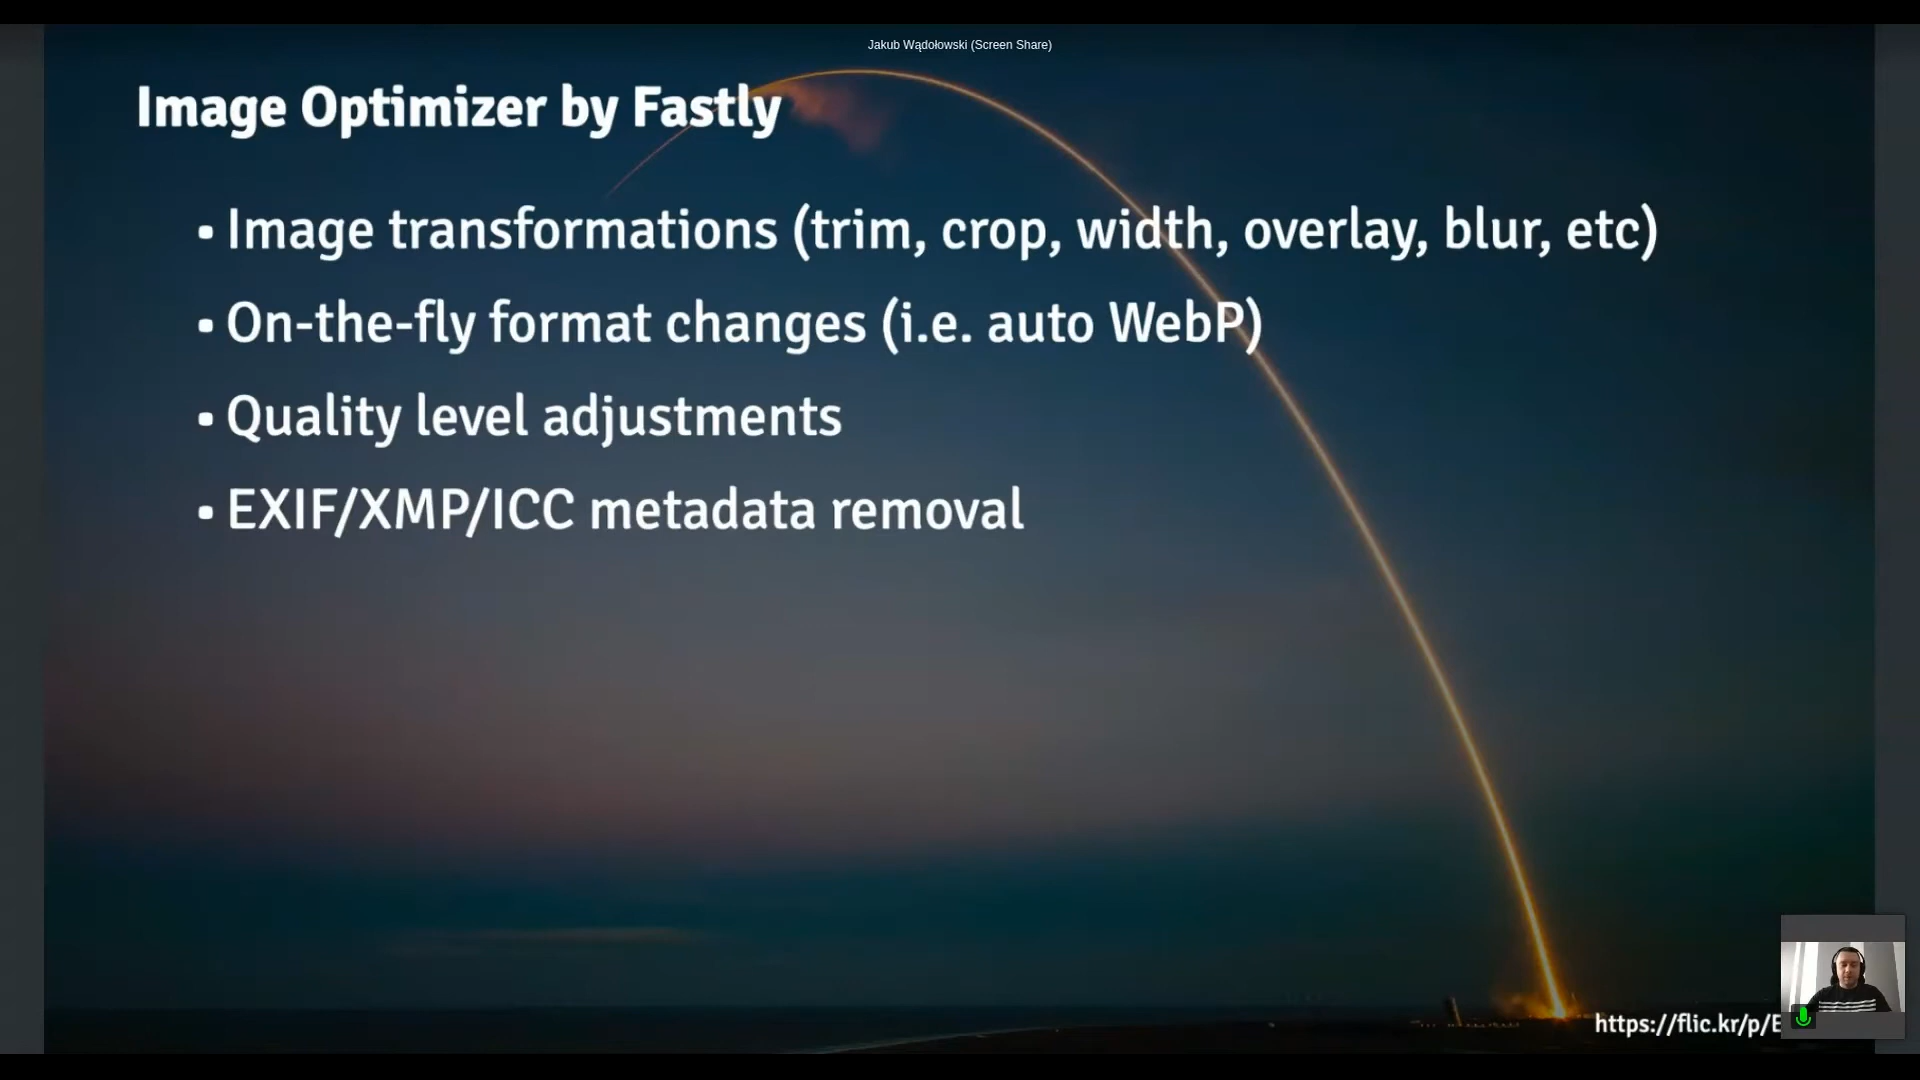 Jakub Wądołowski (Screen Share)
Image Optimizer by Fastly
• Image transformations (trim, crop, width, overlay, blur, etc)
• On-the-fly format changes (i.e. auto WebP)
• Quality level adjustments
• EXIF/XMP/ICC metadata removal
https://flic.kr/p/E